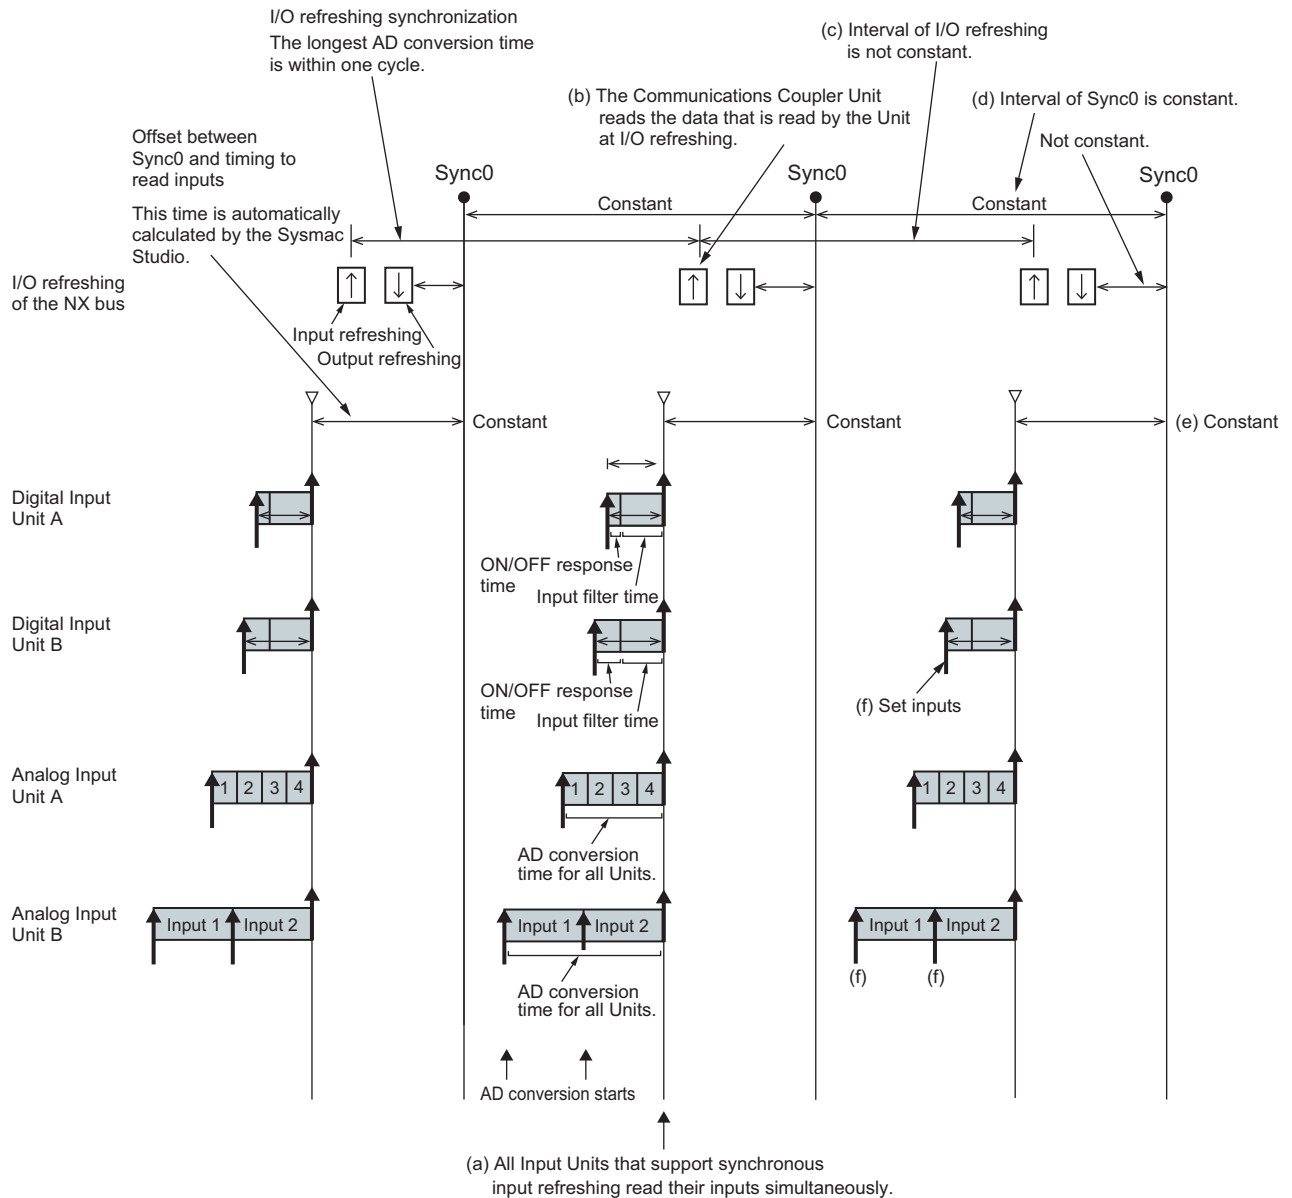 I/O refreshing synchronization
The longest AD conversion time
is within one cycle.
(c) Interval of I/O refreshing
is not constant.
(b) The Communications Coupler Unit
reads the data that is read by the Unit
at I/O refreshing.
(d) Interval of Sync0 is constant.
Not constant.
Offset between
Sync0 and timing to
read inputs
This time is automatically
calculated by the Sysmac
Studio.
Sync0
Sync0
Sync0
Constant
Constant
I/O refreshing
of the NX bus
Input refreshing
Output refreshing
Constant
Constant
(e) Constant
Digital Input
Unit A
ON/OFF response
time
Input filter time
Digital Input
Unit B
ON/OFF response
time
Input filter time
(f) Set inputs
Analog Input
Unit A
1 2 3 4
1 2 3 4
1 2 3 4
AD conversion
time for all Units.
Analog Input
Unit B
Input 1 Input 2
Input 1 Input 2
Input 1 Input 2
(f) (f)
AD conversion
time for all Units.
AD conversion starts
(a) All Input Units that support synchronous
input refreshing read their inputs simultaneously.